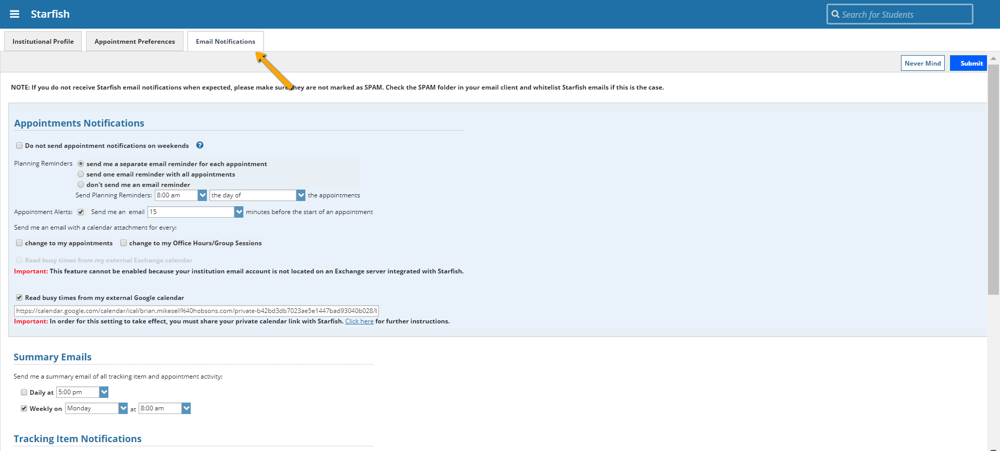 Starfish
Search for Students
Institutional Profile
Appointment Preferences
Email Notifications
Never Mind
Submit
NOTE: If you do not receive Starfish email notifications when expected, please make sure they are not marked as SPAM. Check the SPAM folder in your email client and whitelist Starfish emails if this is the case.
Appointments Notifications
Do not send appointment notifications on weekends ?
Planning Reminders
send me a separate email reminder for each appointment
send one email reminder with all appointments
don't send me an email reminder
Send Planning Reminders: 8:00 am the day of the appointments
Appointment Alerts: Send me an email 15 minutes before the start of an appointment
Send me an email with a calendar attachment for every:
change to my appointments change to my Office Hours/Group Sessions
Read busy times from my external Exchange calendar
Important: This feature cannot be enabled because your institution email account is not located on an Exchange server integrated with Starfish.
Read busy times from my external Google calendar
https://calendar.google.com/calendar/ical/brian.mikesell%40hobsons.com/private-b42bd3db7023ae5e1447bad93040b028/
Important: In order for this setting to take effect, you must share your private calendar link with Starfish. Click here for further instructions.
Summary Emails
Send me a summary email of all tracking item and appointment activity:
Daily at 5:00 pm
Weekly on Monday at 8:00 am
Tracking Item Notifications